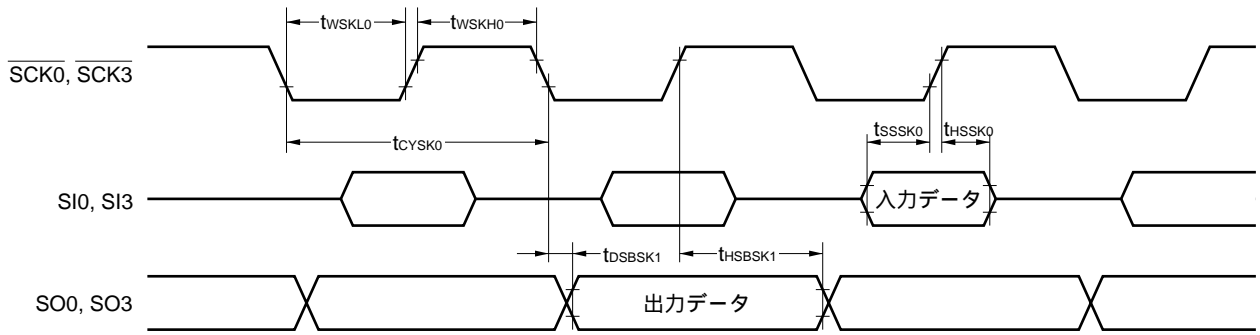 tWSKL0 tWSKH0
SCK0, SCK3
tCYSK0
tSSSK0 tHSSK0
SI0, SI3
入力データ
tDSBSK1 tHSBSK1
SO0, SO3
出力データ